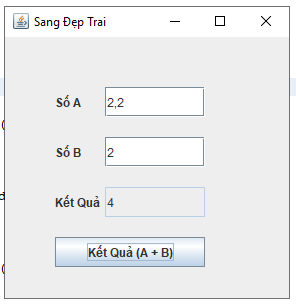 Sang Đẹp Trai
Số A 2,2
Số B 2
Kết Quả 4
Kết Quả (A + B)